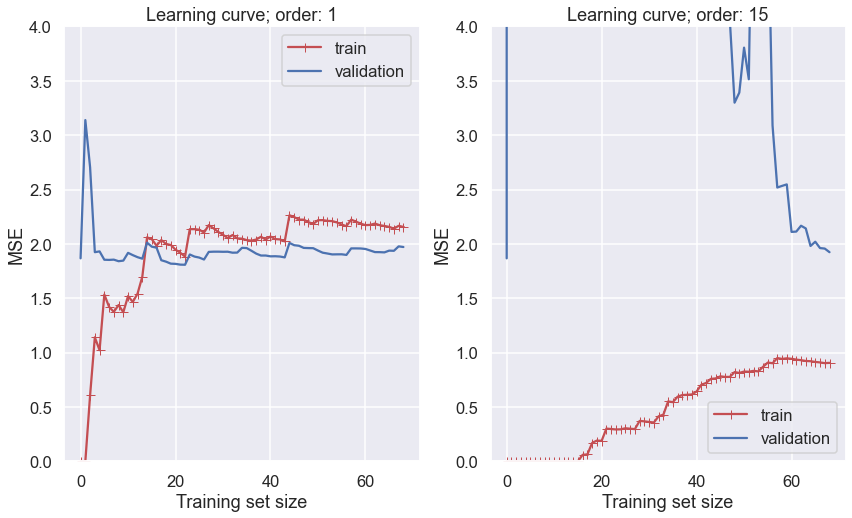 Learning curve; order: 1
4.0
3.5
3.0
2.5
2.0
1.5
1.0
0.5
0.0
MSE
train
validation
0
20
40
60
Training set size
Learning curve; order: 15
4.0
3.5
3.0
2.5
2.0
1.5
1.0
0.5
0.0
MSE
train
validation
0
20
40
60
Training set size